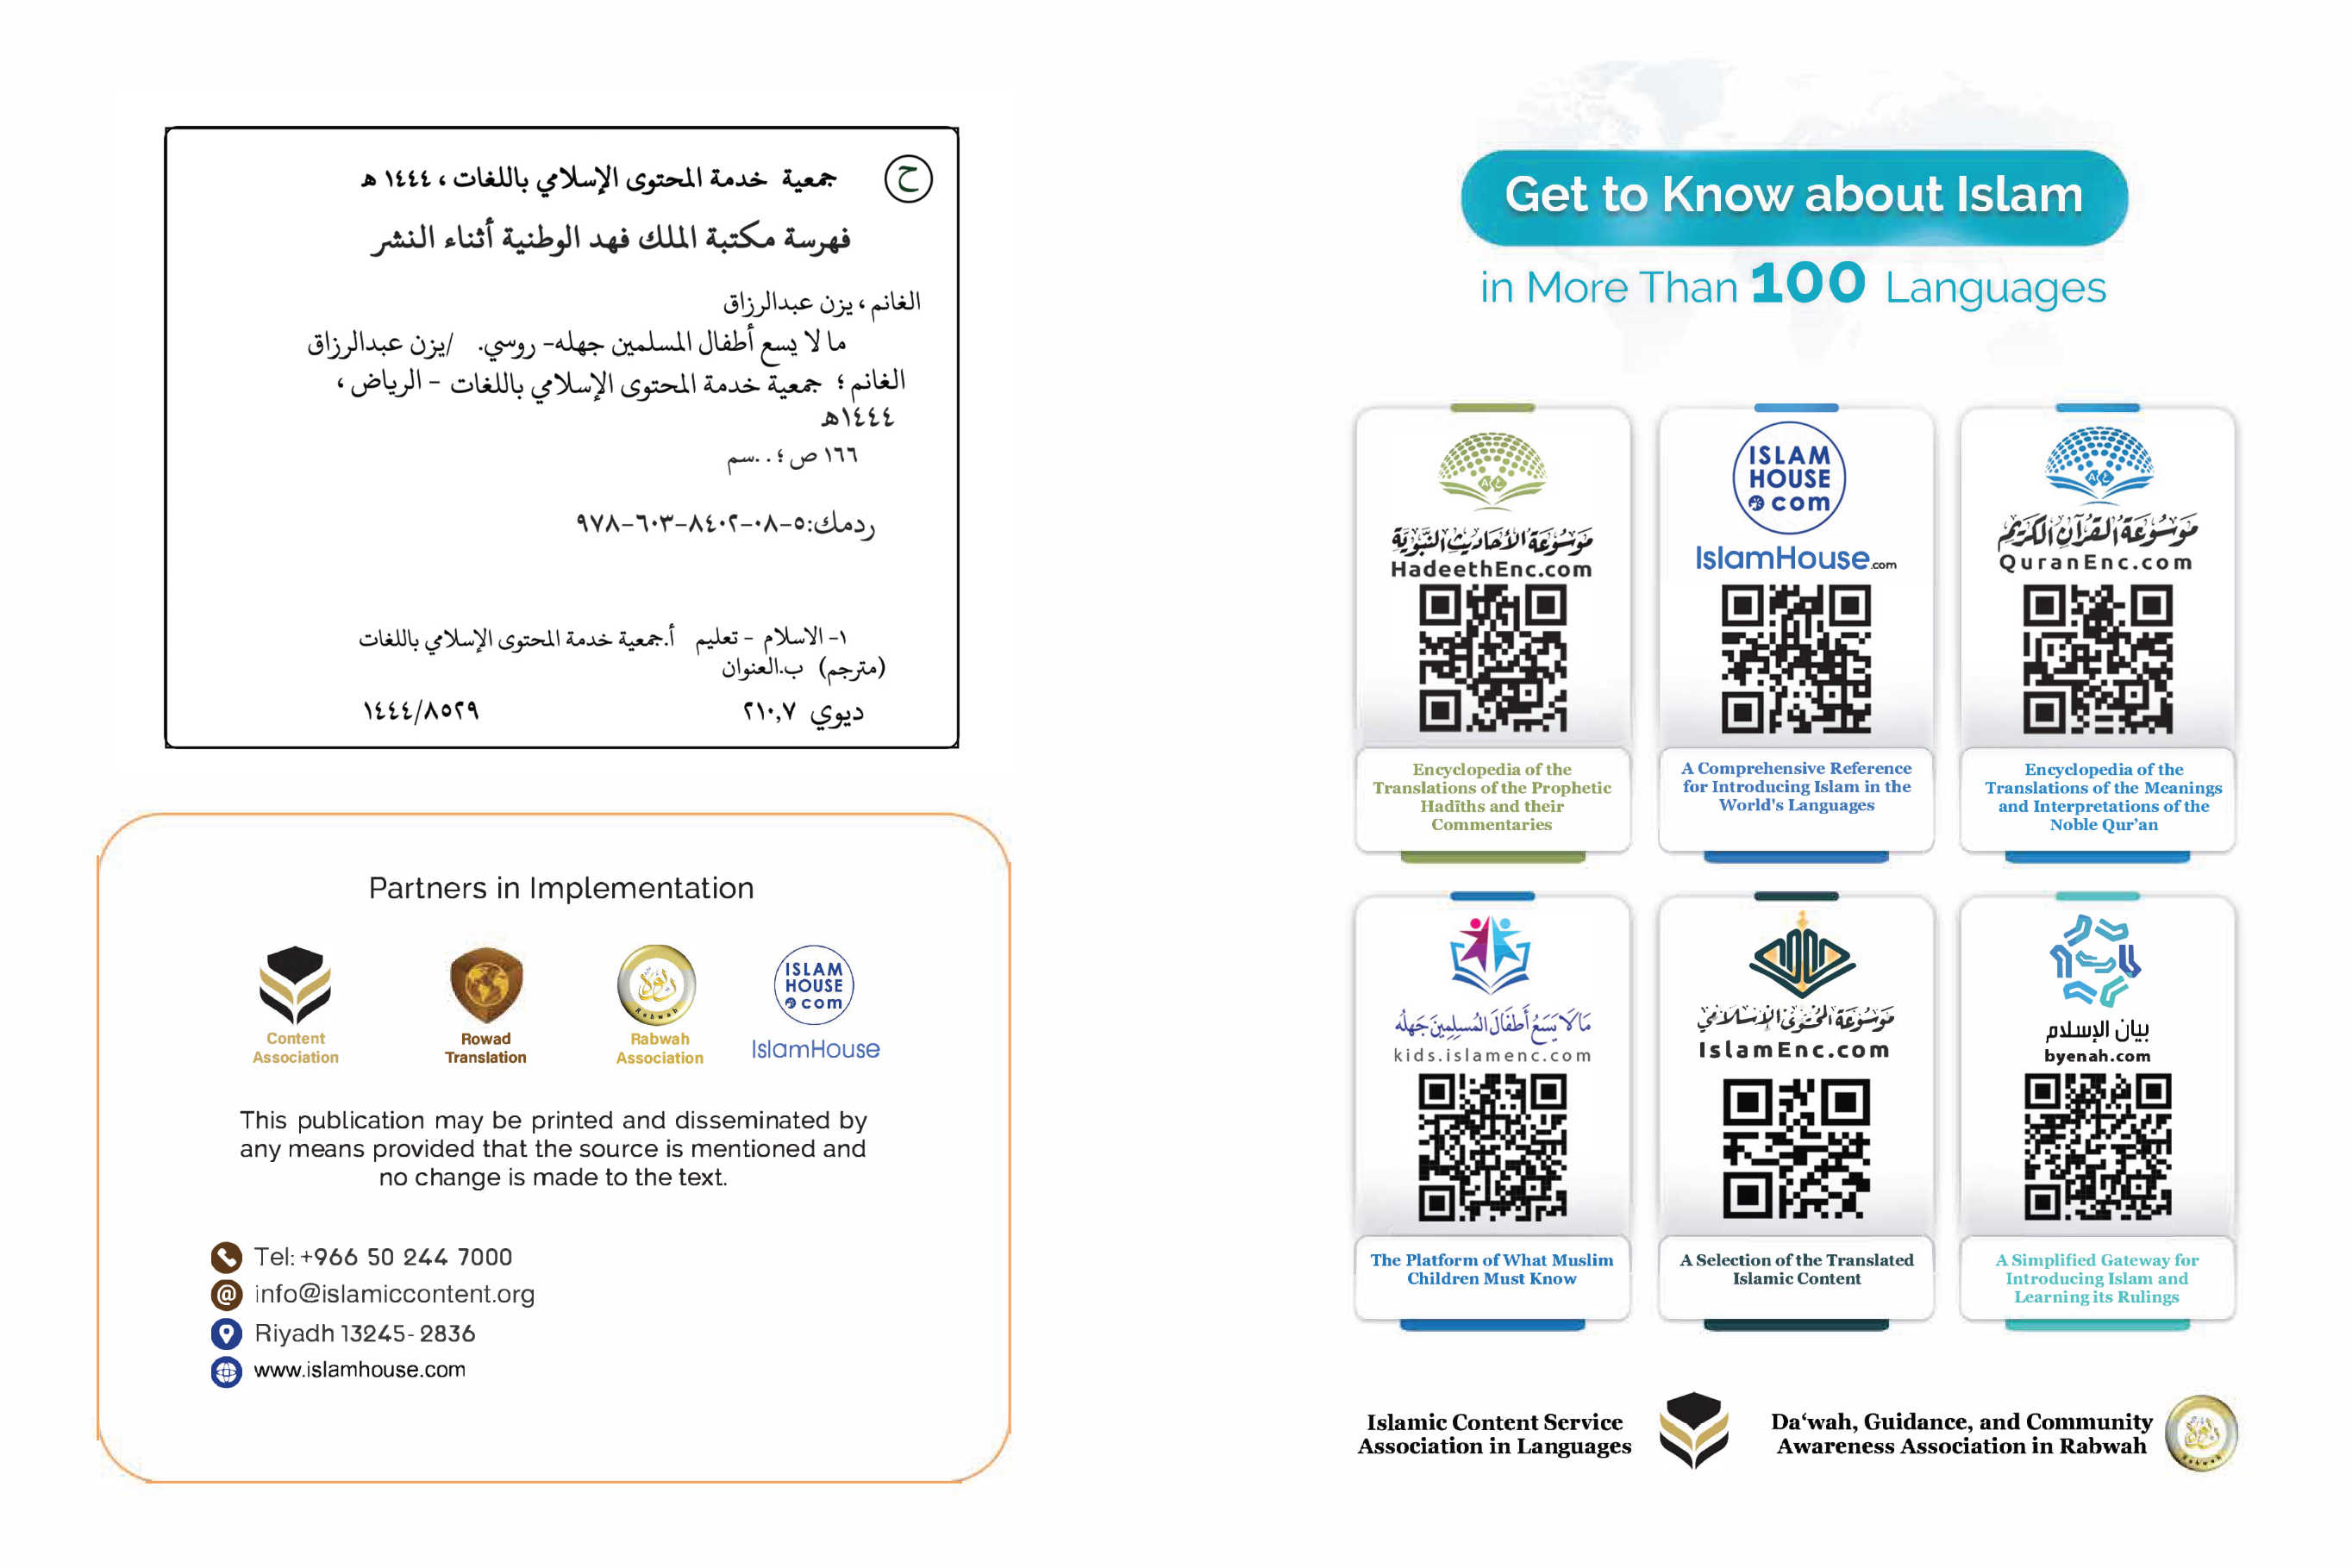 ح
جمعية خدمة المحتوى الإسلامي باللغات ، ١٤٤٤ هـ
فهرسة مكتبة الملك فهد الوطنية أثناء النشر
الغانم ، يزن عبدالرزاق
ما لا يسع أطفال المسلمين جهله- روسي. /يزن عبدالرزاق
الغانم ؛ جمعية خدمة المحتوى الإسلامي باللغات - الرياض ،
١٤٤٤هـ
١٦٦ ص ؛ ..سم
ردمك:٥-٠٨-٨٤٠٢-٦٠٣-٩٧٨
١- الاسلام - تعليم أ.جمعية خدمة المحتوى الإسلامي باللغات
(مترجم) ب.العنوان
ديوي ٢١٠,٧ ١٤٤٤/٨٥٢٩
Partners in Implementation
Content
Association
Rowad
Translation
Rabwah
Rabwah
Association
ISLAM
HOUSE
com
IslamHouse
This publication may be printed and disseminated by
any means provided that the source is mentioned and
no change is made to the text.
Tel: +966 50 244 7000
info@islamiccontent.org
Riyadh 13245- 2836
www.islamhouse.com
Get to Know about Islam
in More Than 100 Languages
موسوعة الأحاديث النبوية
HadeethEnc.com
Encyclopedia of the
Translations of the Prophetic
Hadīths and their
Commentaries
ISLAM
HOUSE
com
IslamHouse.com
A Comprehensive Reference
for Introducing Islam in the
World's Languages
موسوعة القرآن الكريم
QuranEnc.com
Encyclopedia of the
Translations of the Meanings
and Interpretations of the
Noble Qur’an
مَا لَا يَسَعُ أَطْفَالَ المُسْلِمِينَ جَهْلُه
kids.islamenc.com
The Platform of What Muslim
Children Must Know
موسوعة المحتوى الإسلامي
IslamEnc.com
A Selection of the Translated
Islamic Content
بيان الإسلام
byenah.com
A Simplified Gateway for
Introducing Islam and
Learning its Rulings
Islamic Content Service
Association in Languages
Da‘wah, Guidance, and Community
Awareness Association in Rabwah
Rabwah